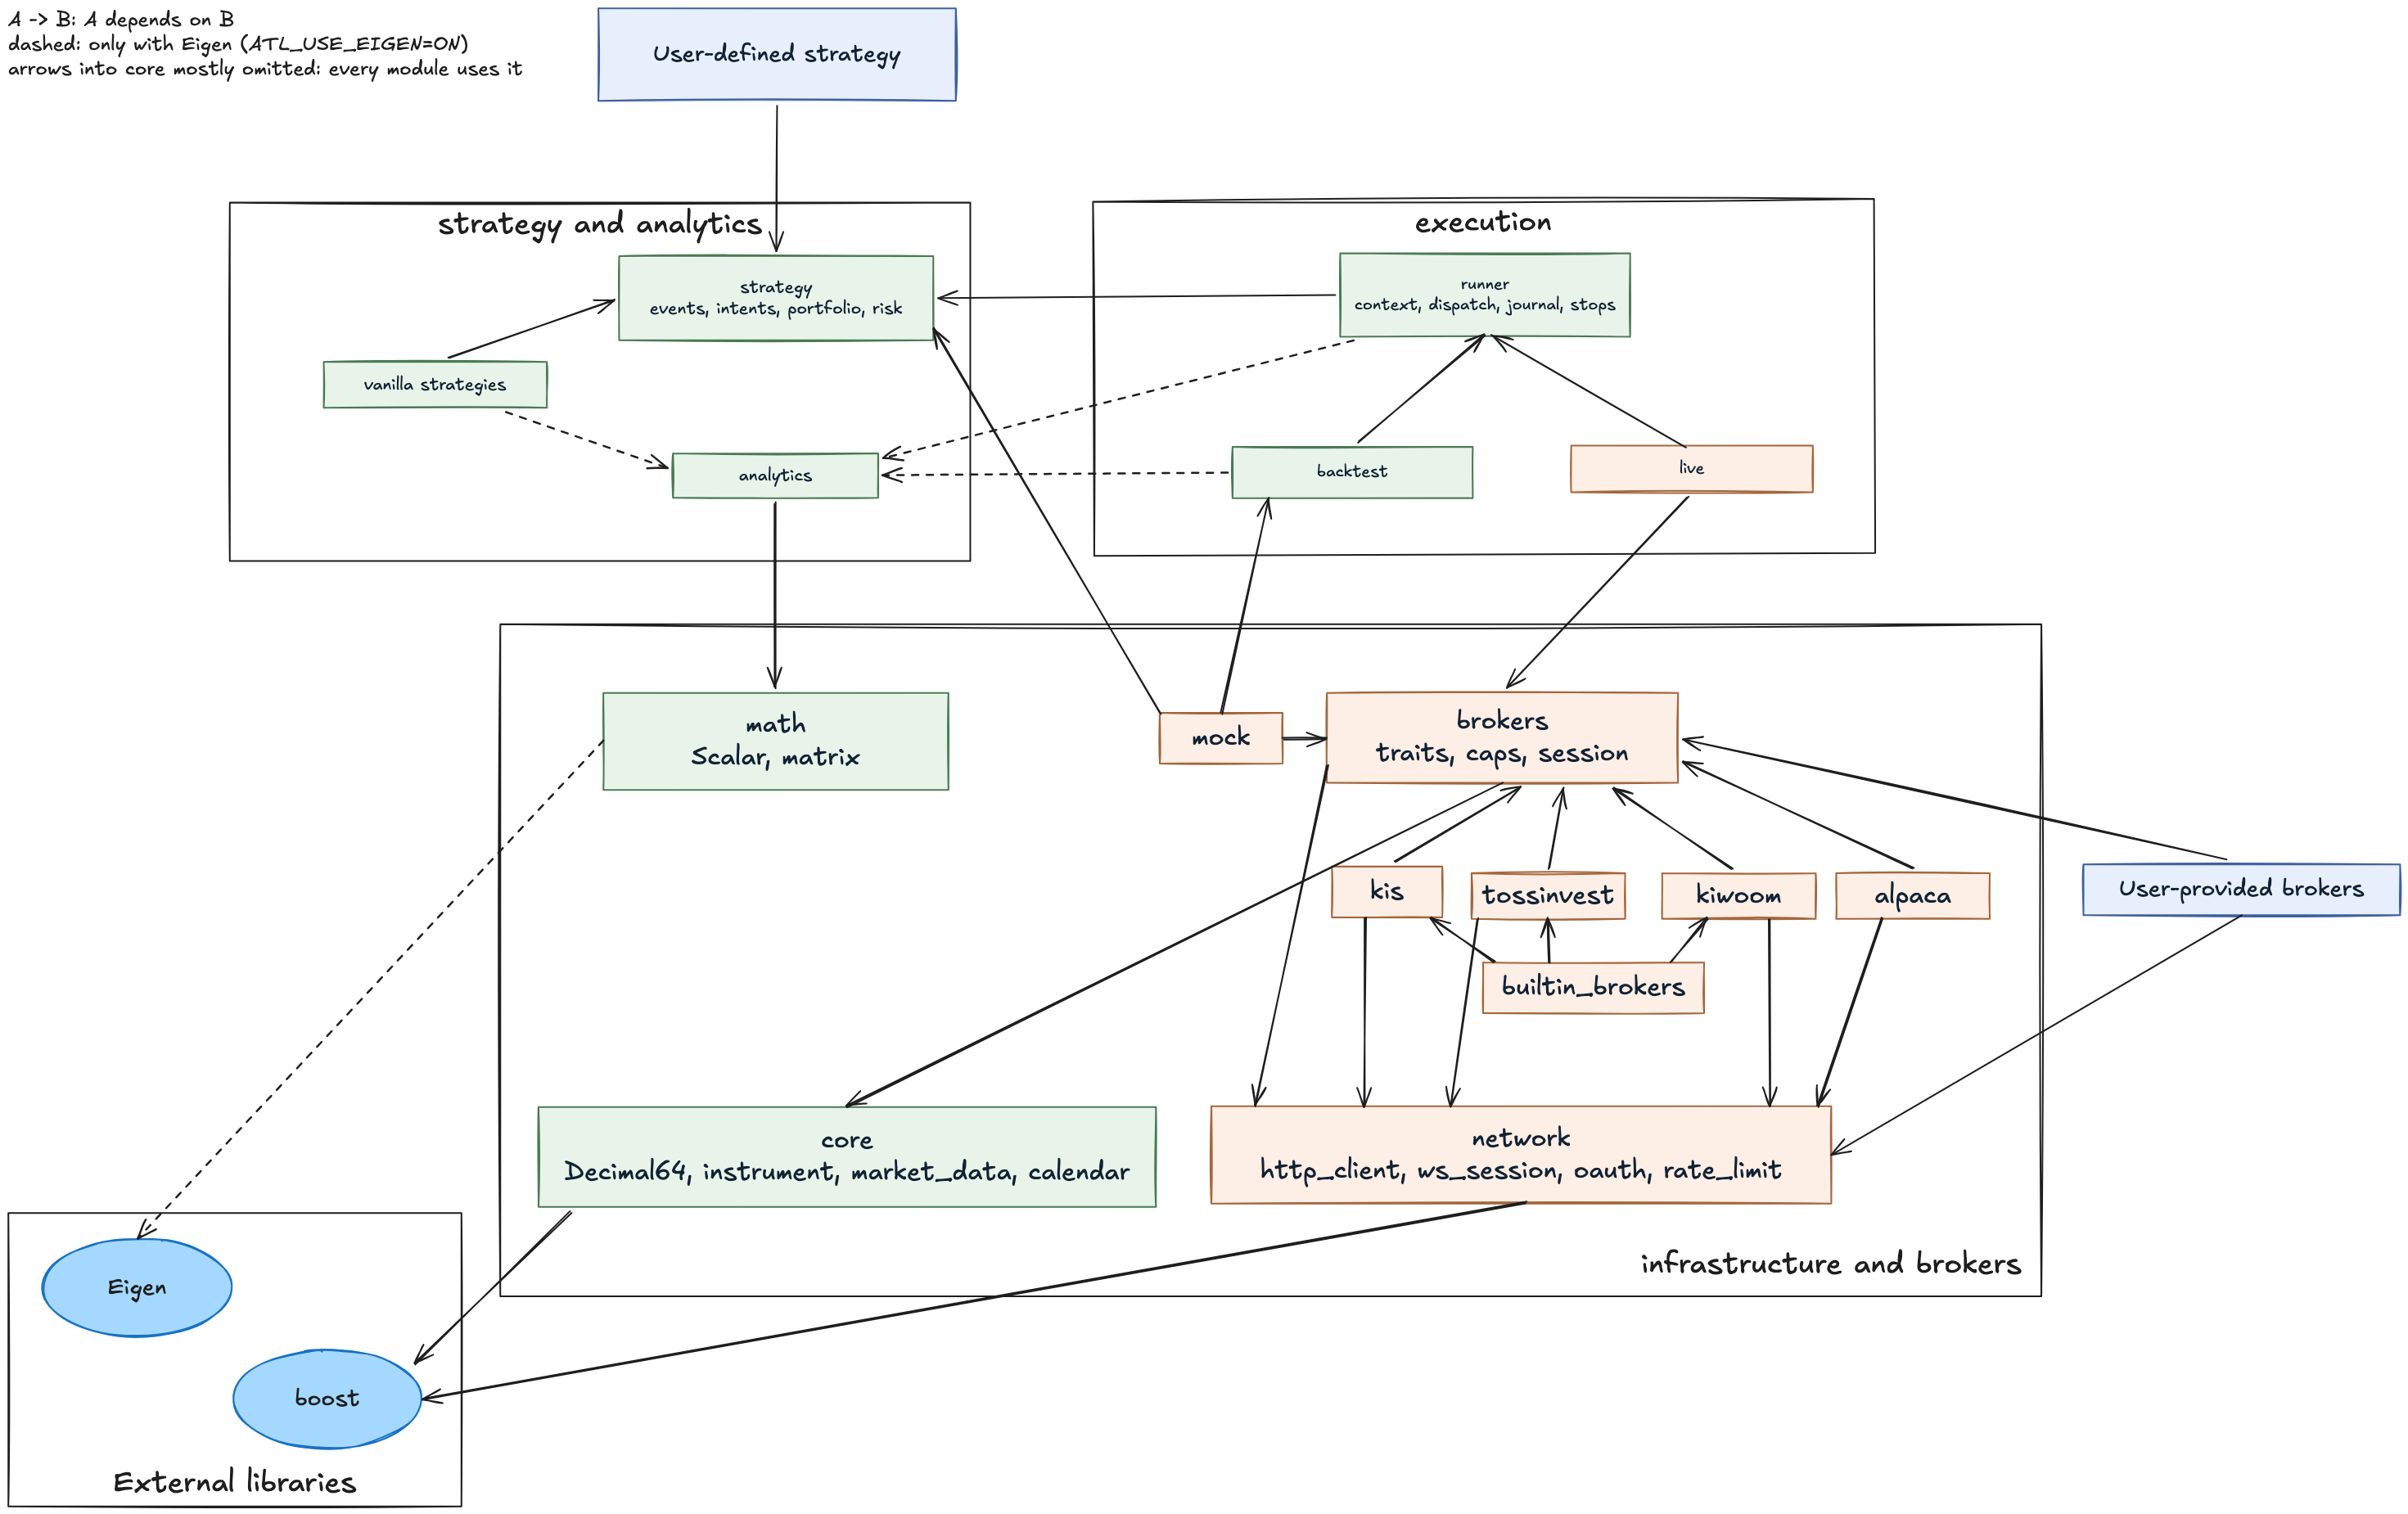 A -> B: A depends on B
dashed: only with Eigen (ATL_USE_EIGEN=ON)
arrows into core mostly omitted: every module uses it
User-defined strategy
strategy and analytics
strategy
events, intents, portfolio, risk
vanilla strategies
analytics
execution
runner
context, dispatch, journal, stops
backtest
live
math
Scalar, matrix
mock
brokers
traits, caps, session
kis
tossinvest
kiwoom
alpaca
User-provided brokers
builtin_brokers
core
Decimal64, instrument, market_data, calendar
network
http_client, ws_session, oauth, rate_limit
infrastructure and brokers
Eigen
boost
External libraries